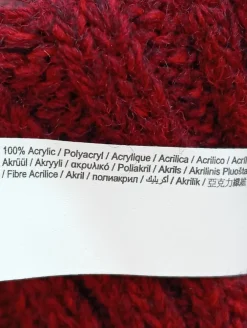 100% Acrylic / Polyacryl / Acrylique / Acrilica / Acrilico / Acril
Akrüül / Akryyli / ακρυλικό / Poliakril / Akrils / Akrilinis Pluošta
/ Fibre Acrilice / Akril / полиакрил / أكريليك / Akrilik / 亞克力纖維